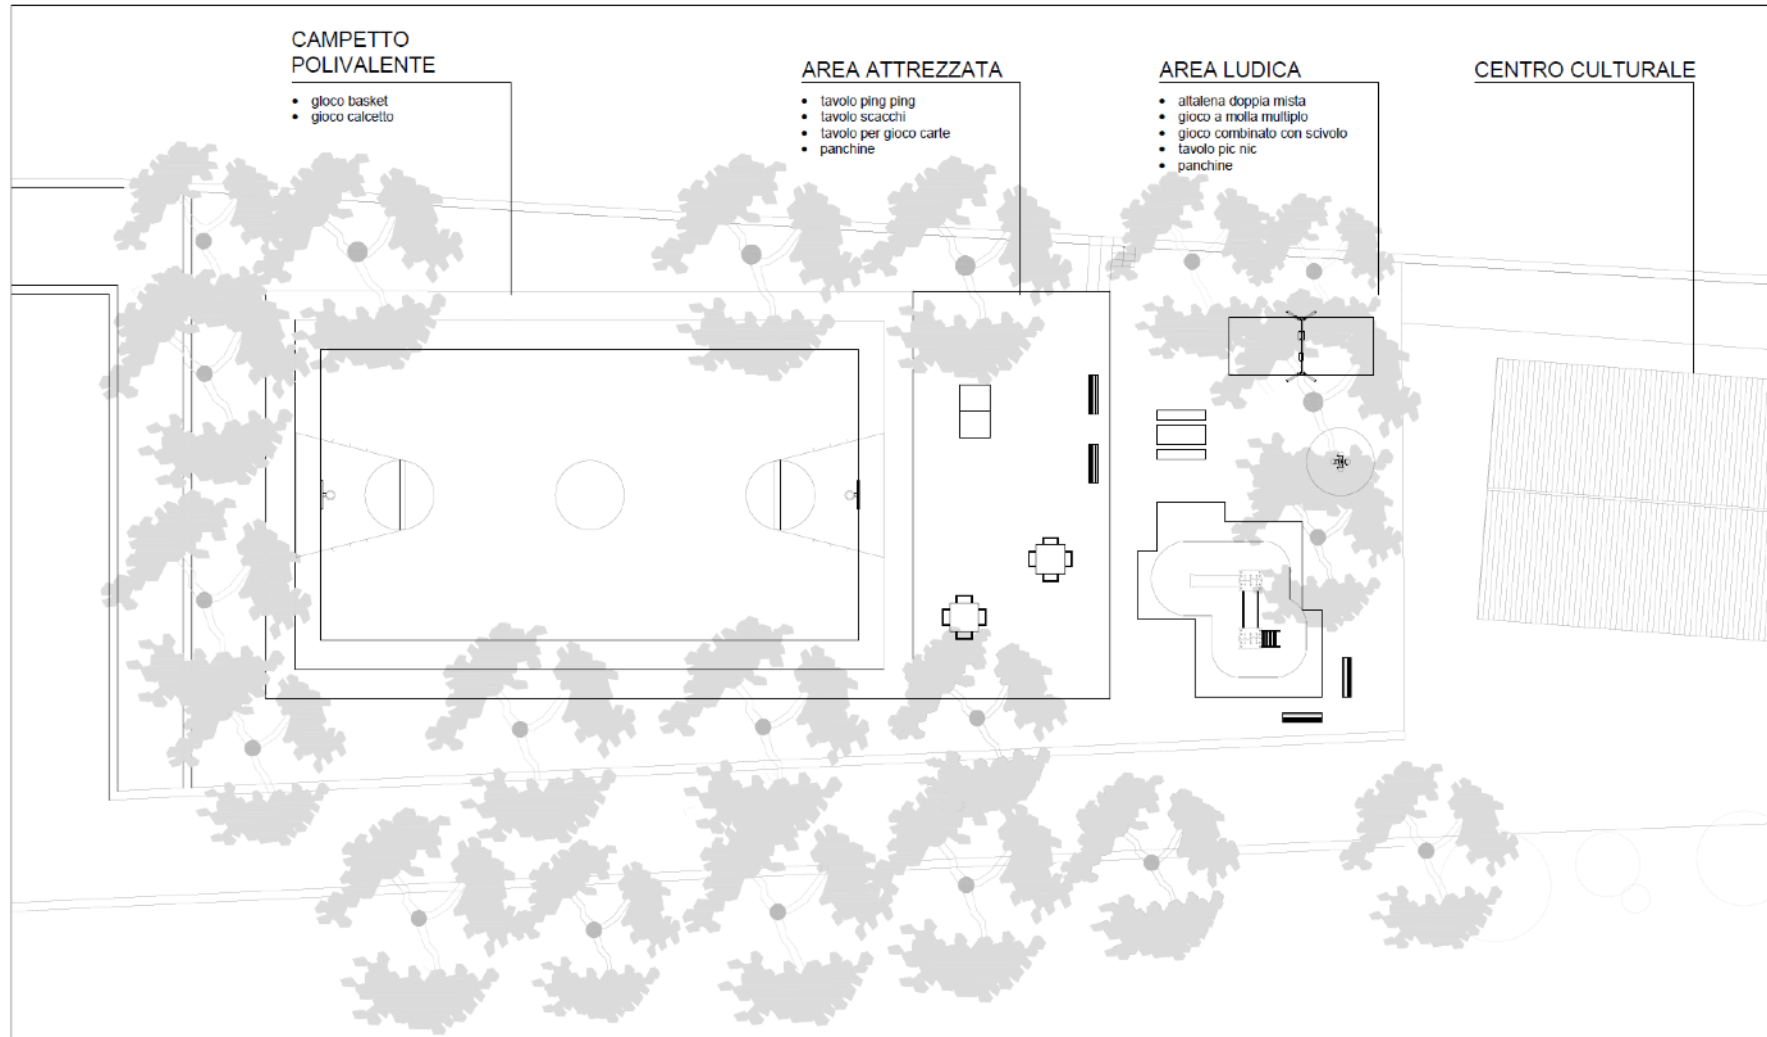 CAMPETTO
POLIVALENTE
• gioco basket
• gioco calcetto
AREA ATTREZZATA
• tavolo ping ping
• tavolo scacchi
• tavolo per gioco carte
• panchine
AREA LUDICA
• altalena doppia mista
• gioco a molla multiplo
• gioco combinato con scivolo
• tavolo pic nic
• panchine
CENTRO CULTURALE